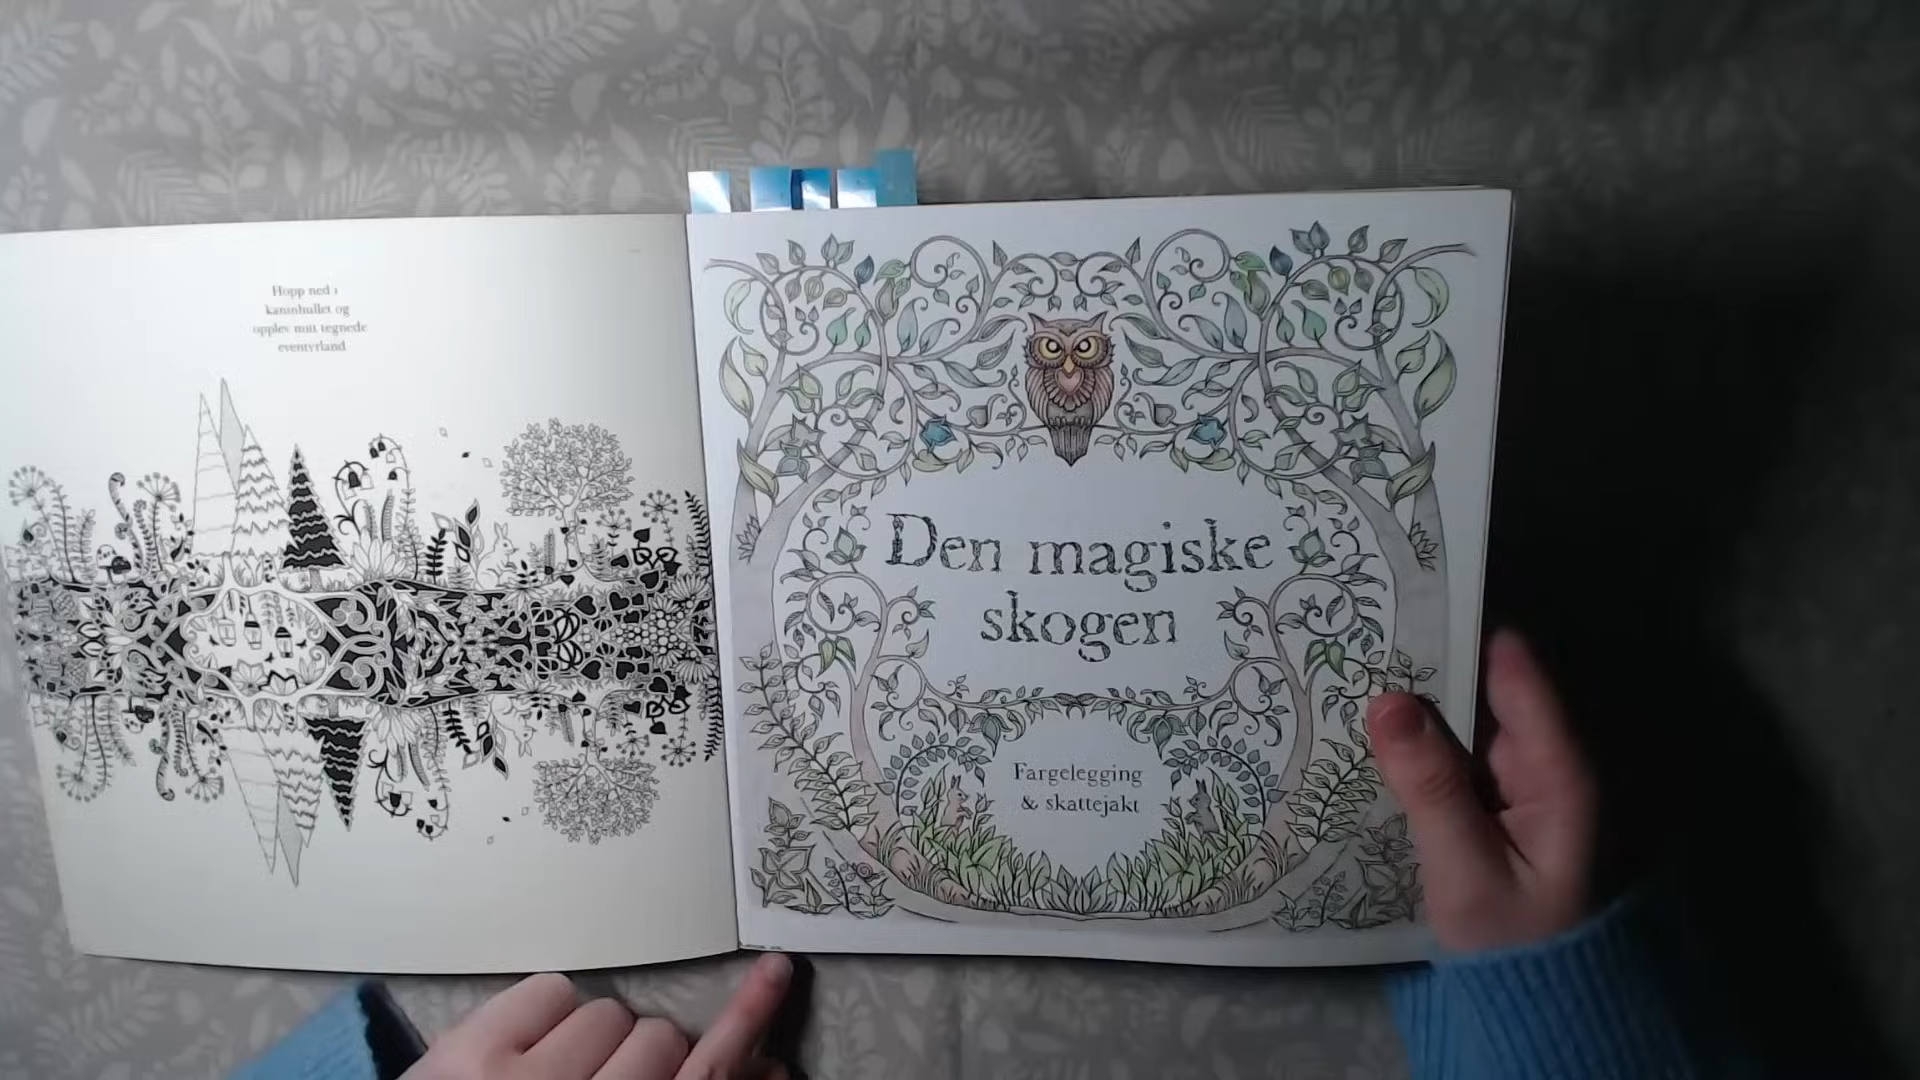 Hopp ned i
kaninhullet og
opplev mitt tegnede
eventyrland
Den magiske
skogen
Fargelegging
& skattejakt